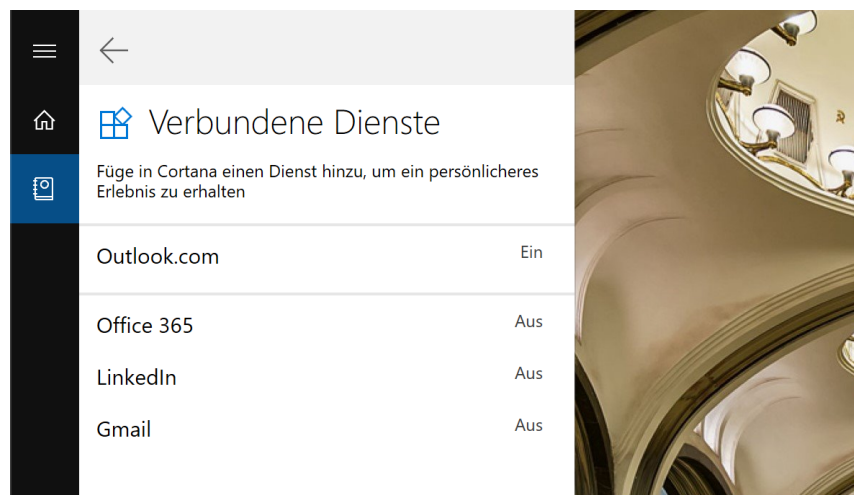 Verbundene Dienste
Füge in Cortana einen Dienst hinzu, um ein persönlicheres
Erlebnis zu erhalten
Outlook.com Ein
Office 365 Aus
LinkedIn Aus
Gmail Aus